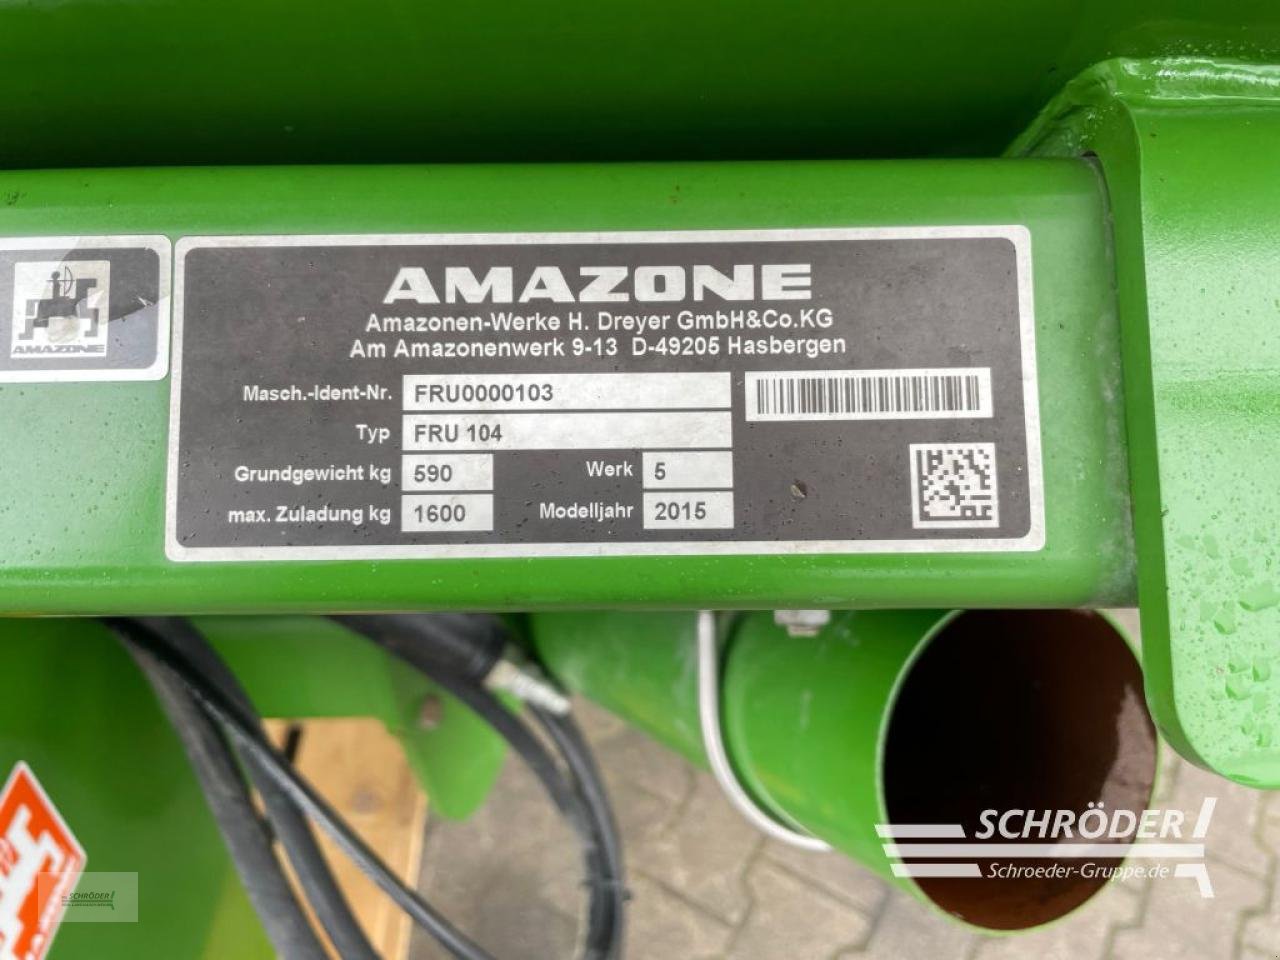 AMAZONE
AMAZONE
Amazonen-Werke H. Dreyer GmbH&Co.KG
Am Amazonenwerk 9-13 D-49205 Hasbergen
Masch.-Ident-Nr. FRU0000103
Typ FRU 104
Grundgewicht kg 590 Werk 5
max. Zuladung kg 1600 Modelljahr 2015
SCHRÖDER
Schroeder-Gruppe.de
SCHRÖDER